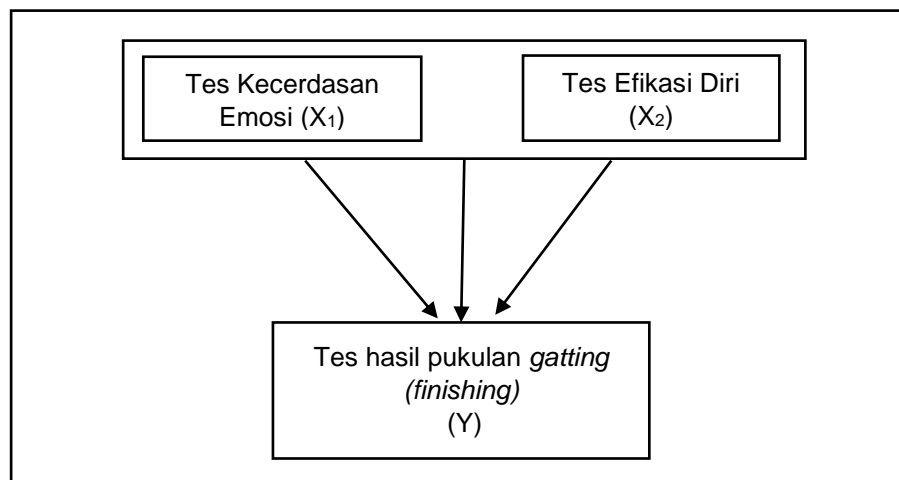 Tes Kecerdasan
Emosi (X₁)
Tes Efikasi Diri
(X₂)
Tes hasil pukulan gatting
(finishing)
(Y)